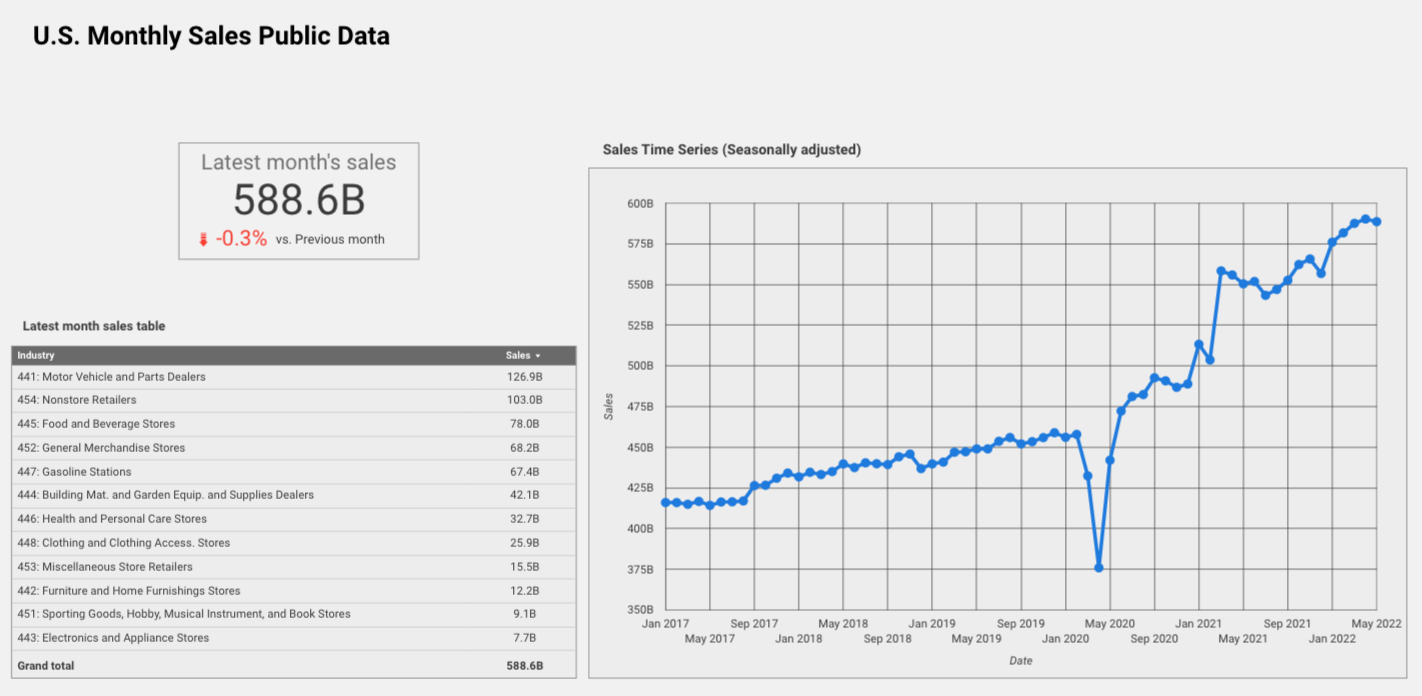 U.S. Monthly Sales Public Data
Latest month's sales
588.6B
-0.3% vs. Previous month
Latest month sales table
Industry Sales
441: Motor Vehicle and Parts Dealers 126.9B
454: Nonstore Retailers 103.0B
445: Food and Beverage Stores 78.0B
452: General Merchandise Stores 68.2B
447: Gasoline Stations 67.4B
444: Building Mat. and Garden Equip. and Supplies Dealers 42.1B
446: Health and Personal Care Stores 32.7B
448: Clothing and Clothing Access. Stores 25.9B
453: Miscellaneous Store Retailers 15.5B
442: Furniture and Home Furnishings Stores 12.2B
451: Sporting Goods, Hobby, Musical Instrument, and Book Stores 9.1B
443: Electronics and Appliance Stores 7.7B
Grand total 588.6B
Sales Time Series (Seasonally adjusted)
600B
575B
550B
525B
500B
475B
450B
425B
400B
375B
350B
Sales
Jan 2017 Sep 2017 May 2018 Jan 2019 Sep 2019 May 2020 Jan 2021 Sep 2021 May 2022
May 2017 Jan 2018 Sep 2018 May 2019 Jan 2020 Sep 2020 May 2021 Jan 2022
Date